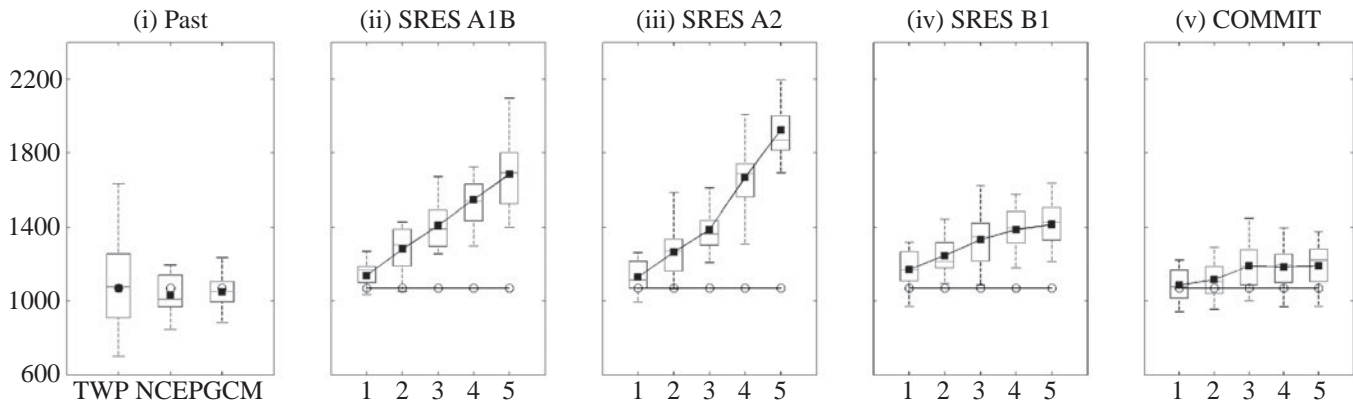 (i) Past (ii) SRES A1B (iii) SRES A2 (iv) SRES B1 (v) COMMIT
2200
1800
1400
1000
600
TWP NCEPGCM 1 2 3 4 5 1 2 3 4 5 1 2 3 4 5 1 2 3 4 5